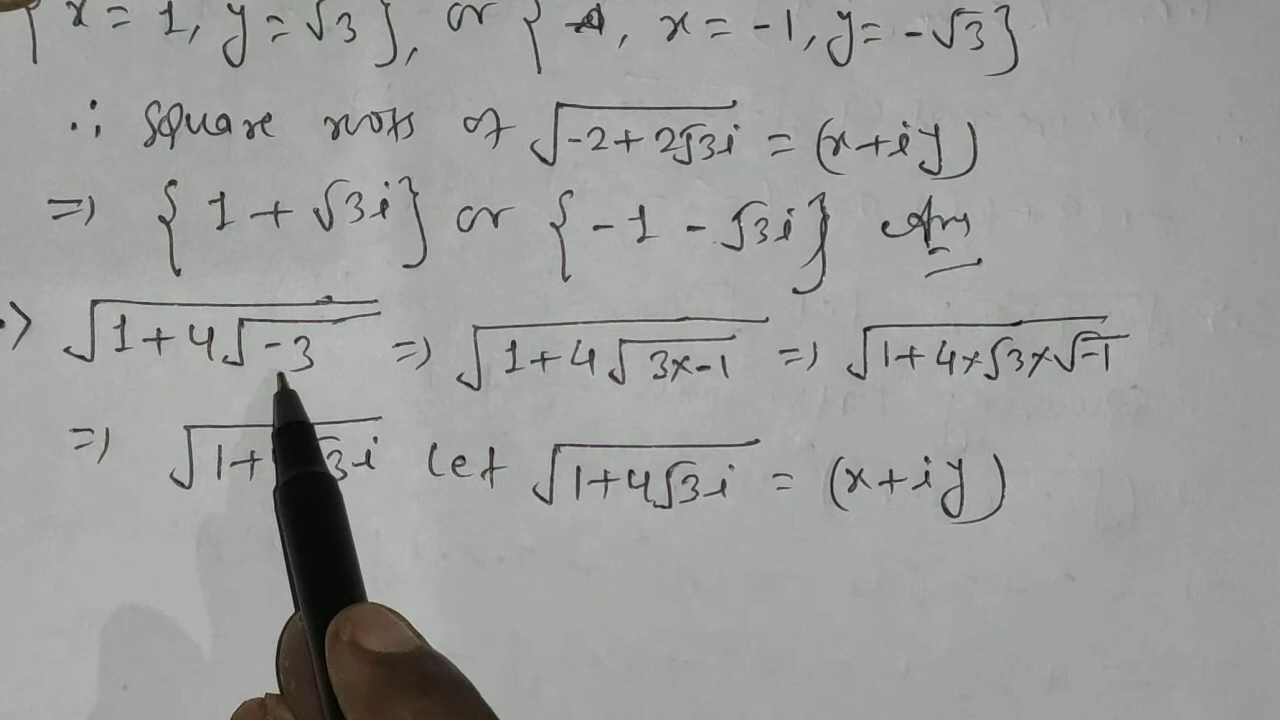 { x = 1, y = √3 }, or { , x = -1, y = -√3 }
∴ square roots of √(-2 + 2√3i) = (x+iy)
=> { 1 + √3i } or { -1 - √3i } Ans
√(1+4√-3) => √(1+4√(3x-1)) => √(1+4×√3×√-1)
=> √(1+ √3i) Let √(1+4√3i) = (x+iy)